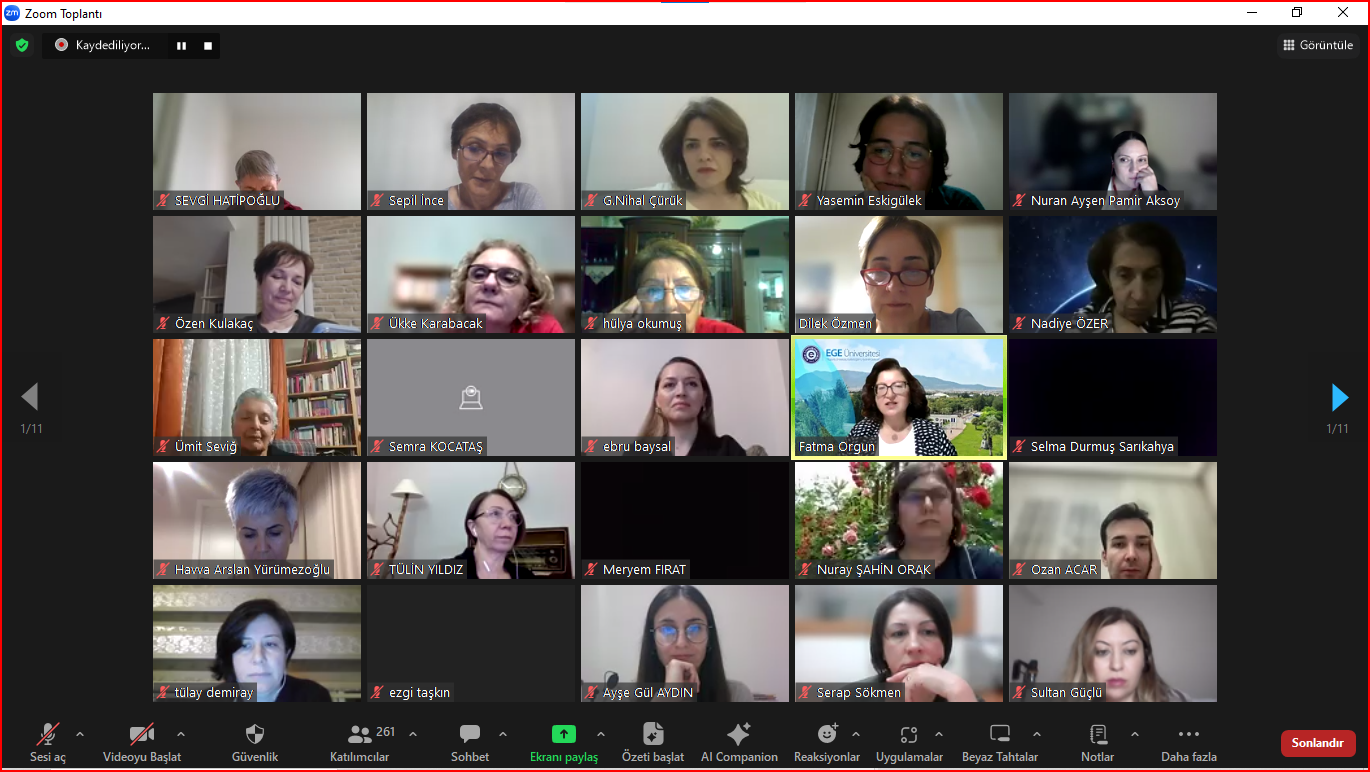 zm Zoom Toplantı
Kaydediliyor...
Görüntüle
SEVGİ HATİPOĞLU
Sepil İnce
G.Nihal Çürük
Yasemin Eskigülek
Nuran Ayşen Pamir Aksoy
Özen Kulakaç
Ükke Karabacak
hülya okumuş
Dilek Özmen
Nadiye ÖZER
Ümit Seviğ
Semra KOCATAŞ
ebru baysal
EGE Üniversitesi
Fatma Orgun
Selma Durmuş Sarıkahya
1/11
1/11
Havva Arslan Yürümezoğlu
TÜLİN YILDIZ
Meryem FIRAT
Nuray ŞAHİN ORAK
Ozan ACAR
tülay demiray
ezgi taşkın
Ayşe Gül AYDIN
Serap Sökmen
Sultan Güçlü
Sesi aç
Videoyu Başlat
Güvenlik
261
Katılımcılar
Sohbet
Ekranı paylaş
Özeti başlat
AI Companion
Reaksiyonlar
Uygulamalar
Beyaz Tahtalar
Notlar
Daha fazla
Sonlandır